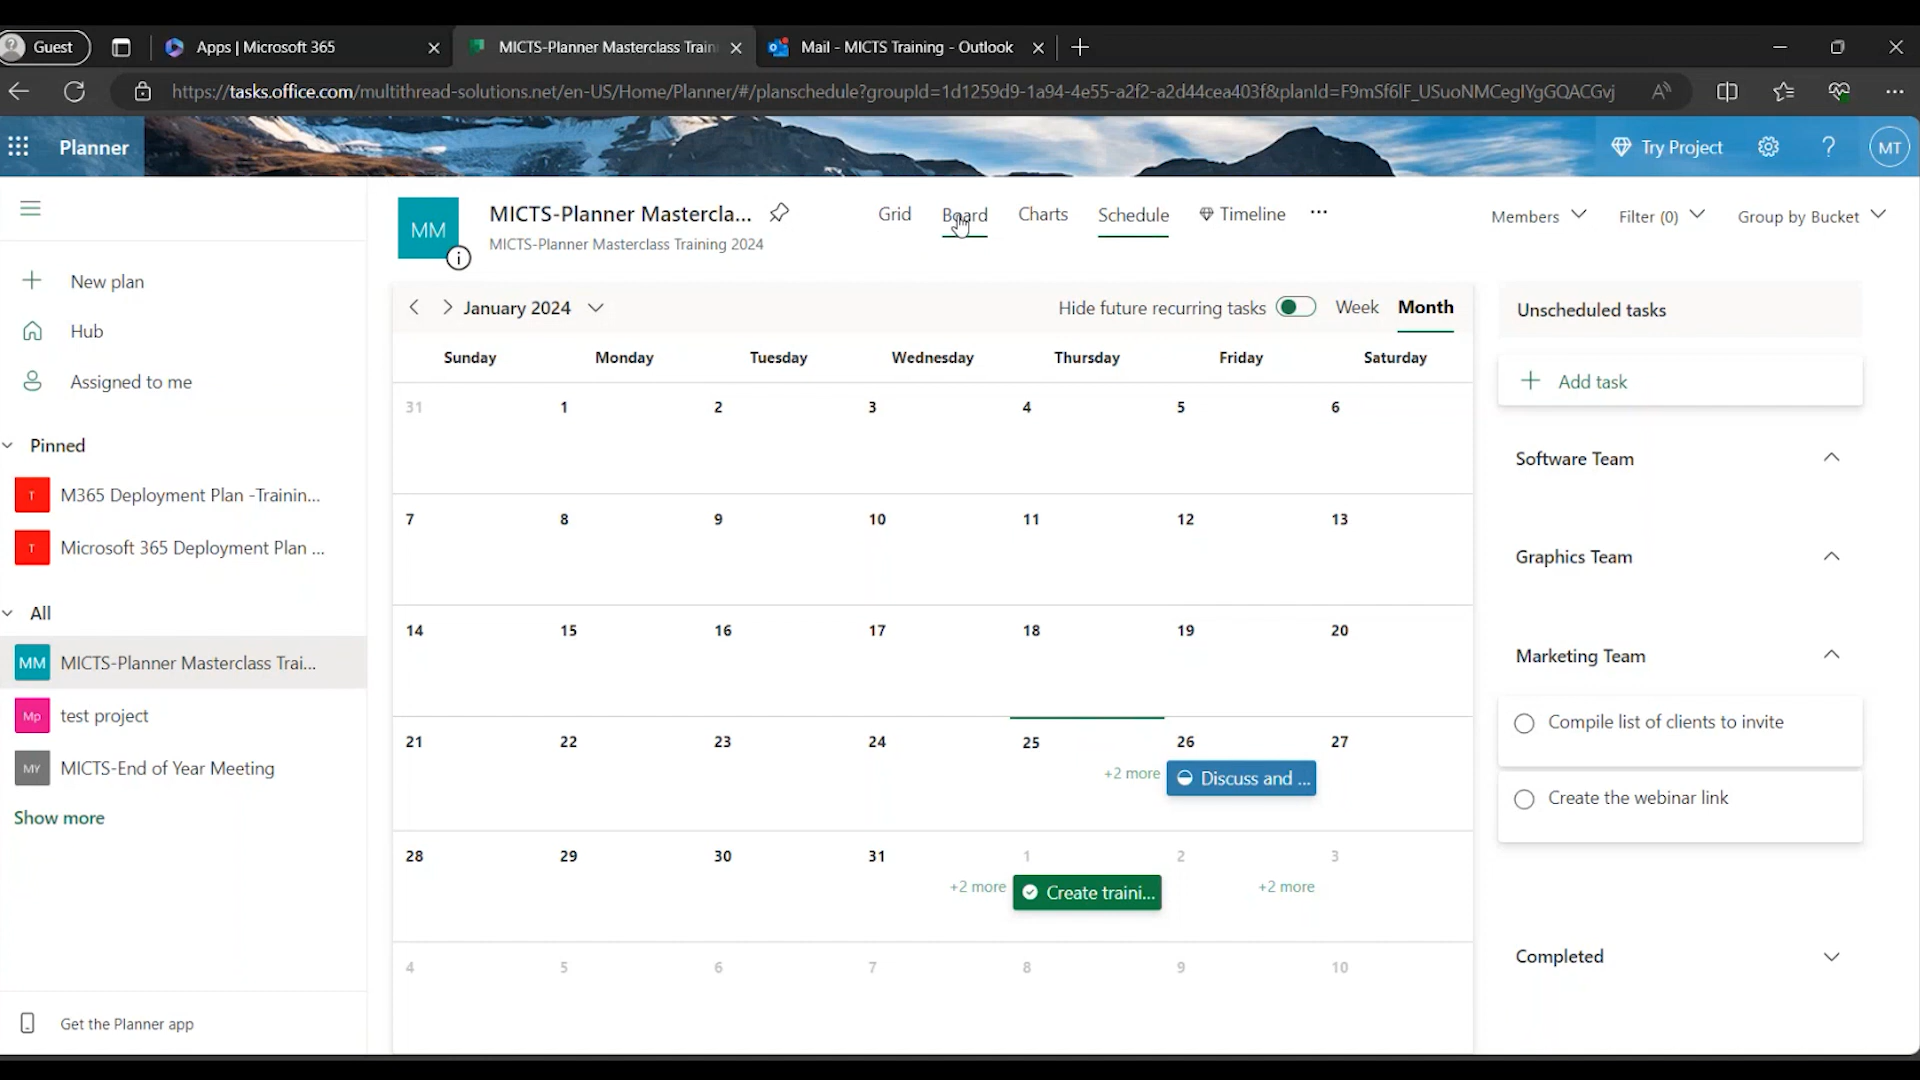 Guest
Apps | Microsoft 365
MICTS-Planner Masterclass Train
Mail - MICTS Training - Outlook
https://tasks.office.com/multithread-solutions.net/en-US/Home/Planner/#/planschedule?groupId=1d1259d9-1a94-4e55-a2f2-a2d44cea403f&planId=F9mSf6IF_USuoNMCegIYgGQACGvj
Planner
Try Project
?
MT
MM
MICTS-Planner Mastercla...
MICTS-Planner Masterclass Training 2024
Grid
Board
Charts
Schedule
Timeline
Members
Filter (0)
Group by Bucket
New plan
Hub
Assigned to me
Pinned
T
M365 Deployment Plan -Trainin...
T
Microsoft 365 Deployment Plan ...
All
MM
MICTS-Planner Masterclass Trai...
Mp
test project
MY
MICTS-End of Year Meeting
Show more
Get the Planner app
January 2024
Hide future recurring tasks
Week
Month
Sunday Monday Tuesday Wednesday Thursday Friday Saturday
31 1 2 3 4 5 6
7 8 9 10 11 12 13
14 15 16 17 18 19 20
21 22 23 24 25 26 27
+2 more
Discuss and ...
28 29 30 31 1 2 3
+2 more
Create traini...
+2 more
4 5 6 7 8 9 10
Unscheduled tasks
Add task
Software Team
Graphics Team
Marketing Team
Compile list of clients to invite
Create the webinar link
Completed